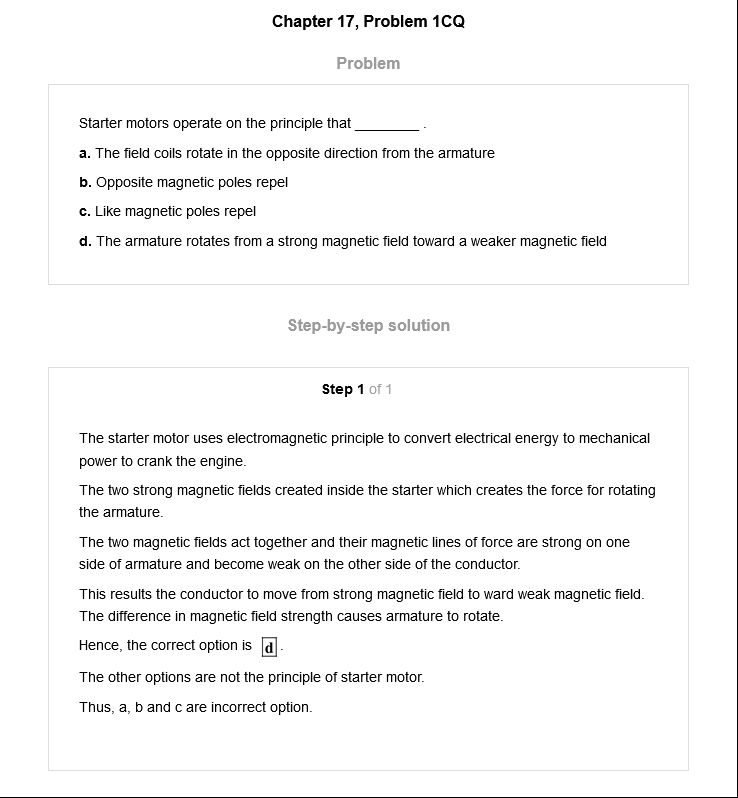 Chapter 17, Problem 1CQ
Problem
Starter motors operate on the principle that ________ .
a. The field coils rotate in the opposite direction from the armature
b. Opposite magnetic poles repel
c. Like magnetic poles repel
d. The armature rotates from a strong magnetic field toward a weaker magnetic field
Step-by-step solution
Step 1 of 1
The starter motor uses electromagnetic principle to convert electrical energy to mechanical
power to crank the engine.
The two strong magnetic fields created inside the starter which creates the force for rotating
the armature.
The two magnetic fields act together and their magnetic lines of force are strong on one
side of armature and become weak on the other side of the conductor.
This results the conductor to move from strong magnetic field to ward weak magnetic field.
The difference in magnetic field strength causes armature to rotate.
Hence, the correct option is d .
The other options are not the principle of starter motor.
Thus, a, b and c are incorrect option.